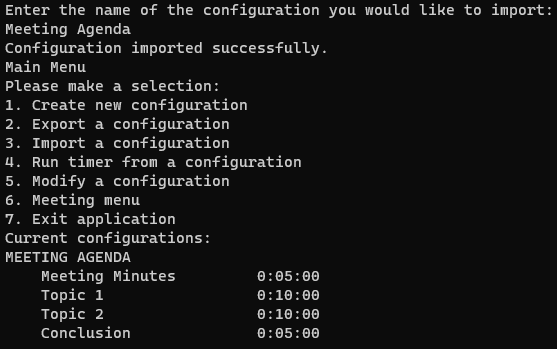 Enter the name of the configuration you would like to import:
Meeting Agenda
Configuration imported successfully.
Main Menu
Please make a selection:
1. Create new configuration
2. Export a configuration
3. Import a configuration
4. Run timer from a configuration
5. Modify a configuration
6. Meeting menu
7. Exit application
Current configurations:
MEETING AGENDA
    Meeting Minutes         0:05:00
    Topic 1                 0:10:00
    Topic 2                 0:10:00
    Conclusion              0:05:00